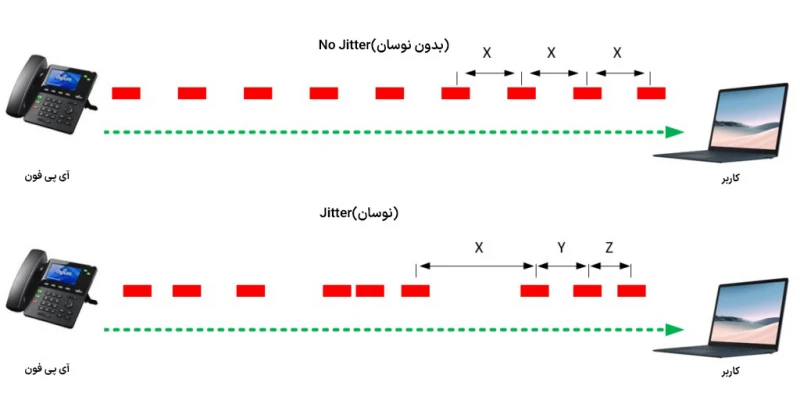 No Jitter(بدون نوسان)
X X X
آی پی فون
کاربر
Jitter(نوسان)
X Y Z
آی پی فون
کاربر